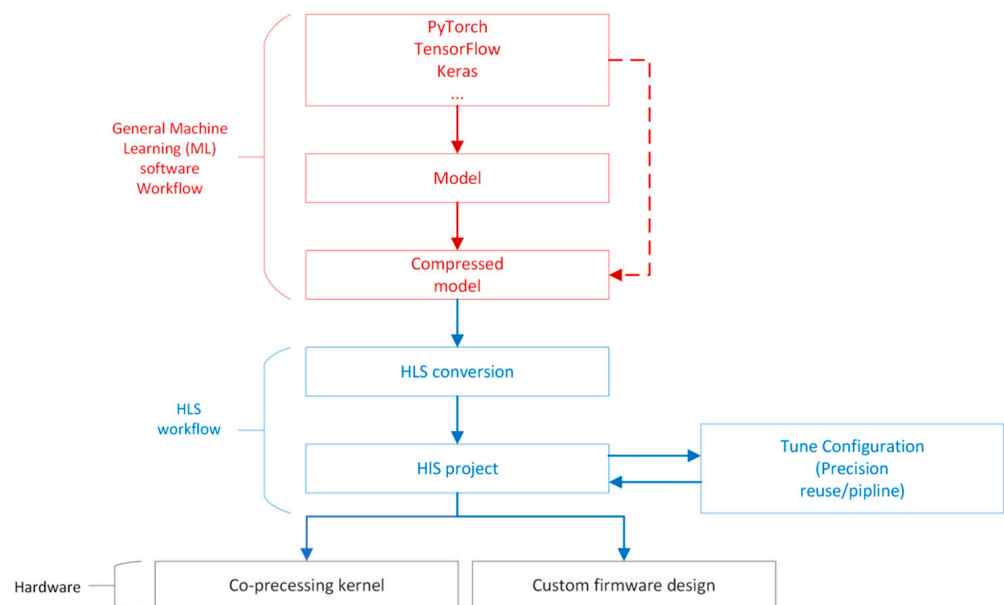 PyTorch
TensorFlow
Keras
...
General Machine
Learning (ML)
software
Workflow
Model
Compressed
model
HLS conversion
HLS
workflow
HlS project
Tune Configuration
(Precision
reuse/pipline)
Hardware
Co-precessing kernel
Custom firmware design